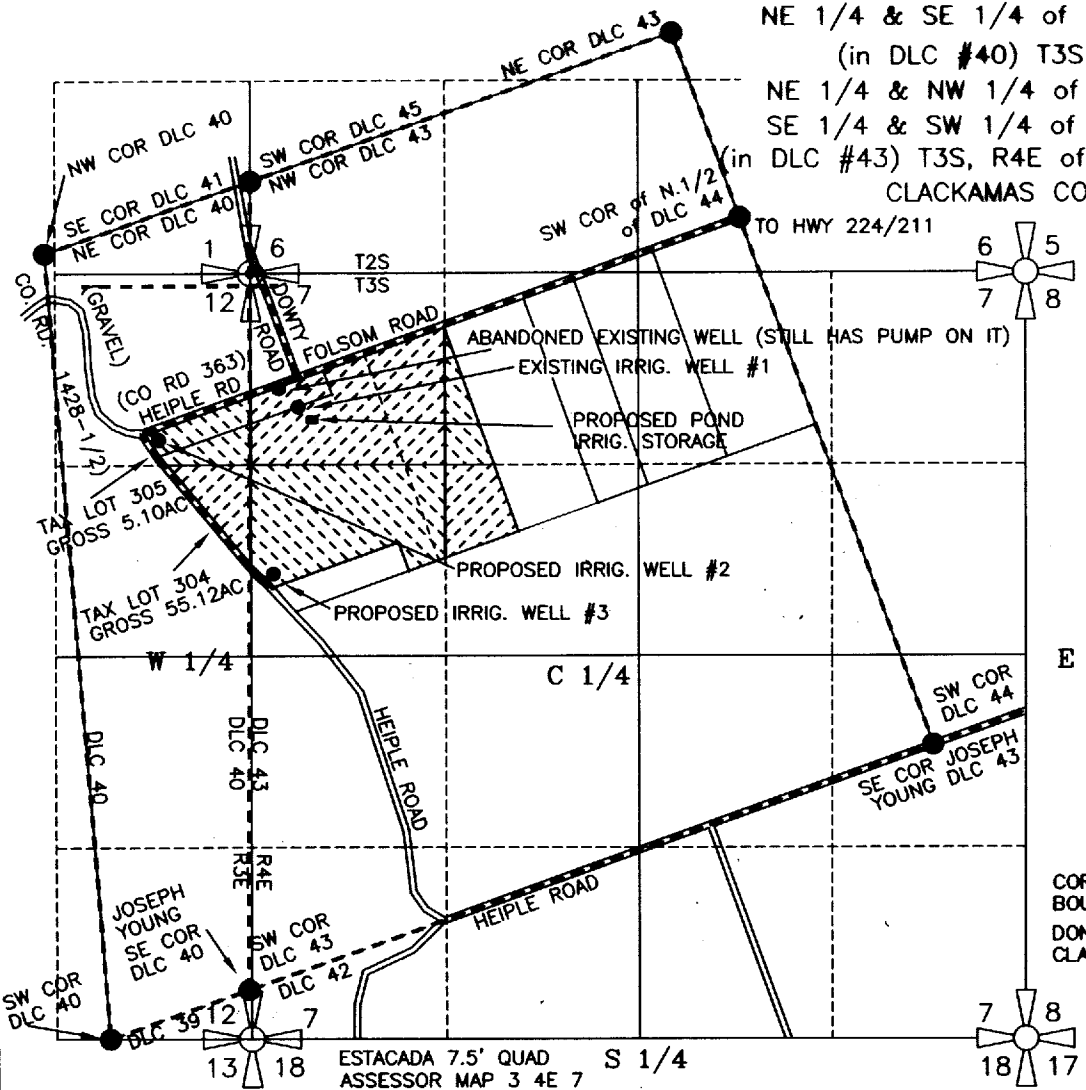 NE 1/4 & SE 1/4 of
(in DLC #40) T3S
NE 1/4 & NW 1/4 of
SE 1/4 & SW 1/4 of
(in DLC #43) T3S, R4E of
CLACKAMAS CO
NE COR DLC 43
NW COR DLC 40
SW COR DLC 45
NW COR DLC 43
SE COR DLC 41
NE COR DLC 40
SW COR of N.1/2
of DLC 44
TO HWY 224/211
1 6
12 7
T2S
T3S
6 5
7 8
CO. RD.
(GRAVEL)
1428-1/2)
DOWTY
ROAD
FOLSOM ROAD
(CO RD 363)
HEIPLE RD
ABANDONED EXISTING WELL (STILL HAS PUMP ON IT)
EXISTING IRRIG. WELL #1
PROPOSED POND
IRRIG. STORAGE
TAX LOT 305
GROSS 5.10AC
TAX LOT 304
GROSS 55.12AC
PROPOSED IRRIG. WELL #2
PROPOSED IRRIG. WELL #3
W 1/4
C 1/4
E
DLC 40
DLC 43
DLC 40
HEIPLE ROAD
SW COR
DLC 44
SE COR JOSEPH
YOUNG DLC 43
R4E
R3E
HEIPLE ROAD
JOSEPH
YOUNG
SE COR
DLC 40
SW COR
DLC 43
DLC 42
SW COR
DLC 40
DLC 39
12 7
13 18
ESTACADA 7.5' QUAD
ASSESSOR MAP 3 4E 7
S 1/4
COR
BOU
DON
CLA
7 8
18 17